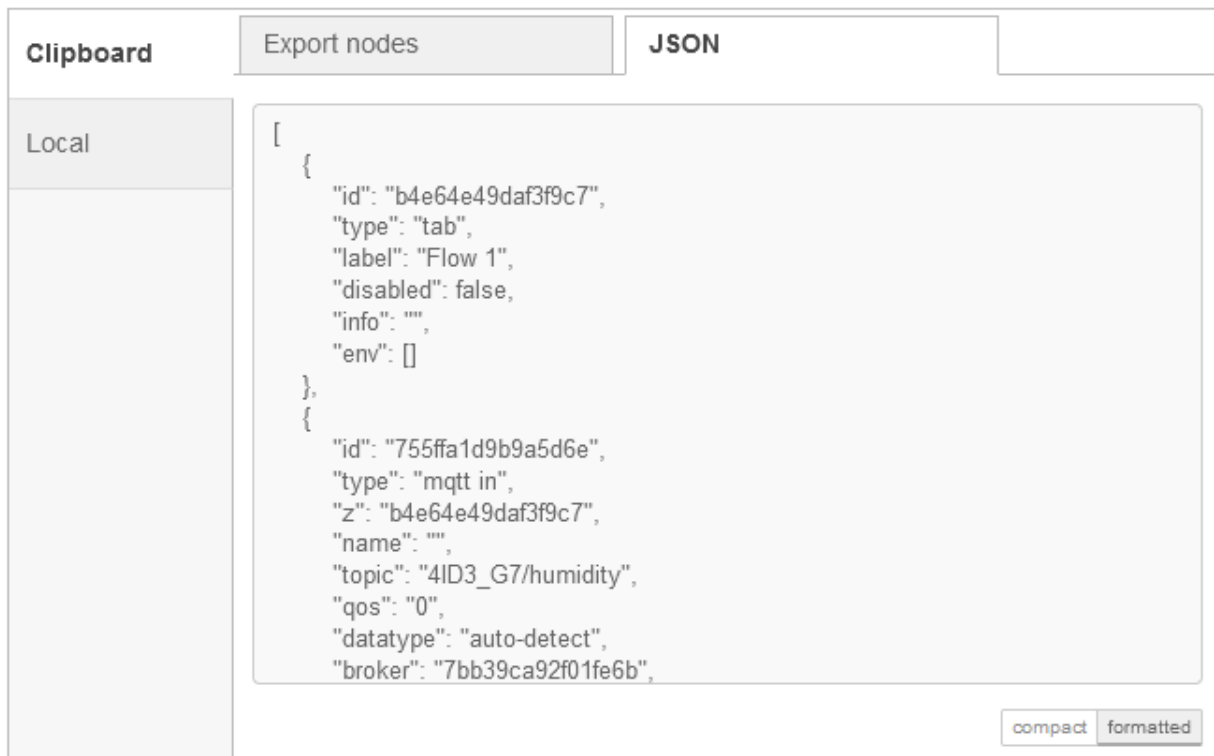 Clipboard
Export nodes
JSON
Local
[
{
"id": "b4e64e49daf3f9c7",
"type": "tab",
"label": "Flow 1",
"disabled": false,
"info": "",
"env": []
},
{
"id": "755ffa1d9b9a5d6e",
"type": "mqtt in",
"z": "b4e64e49daf3f9c7",
"name": "",
"topic": "4ID3_G7/humidity",
"qos": "0",
"datatype": "auto-detect",
"broker": "7bb39ca92f01fe6b",
compact
formatted